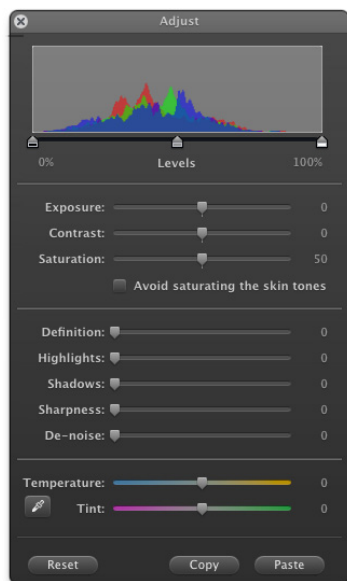 Adjust
0% Levels 100%
Exposure: 0
Contrast: 0
Saturation: 50
Avoid saturating the skin tones
Definition: 0
Highlights: 0
Shadows: 0
Sharpness: 0
De-noise: 0
Temperature: 0
Tint: 0
Reset Copy Paste